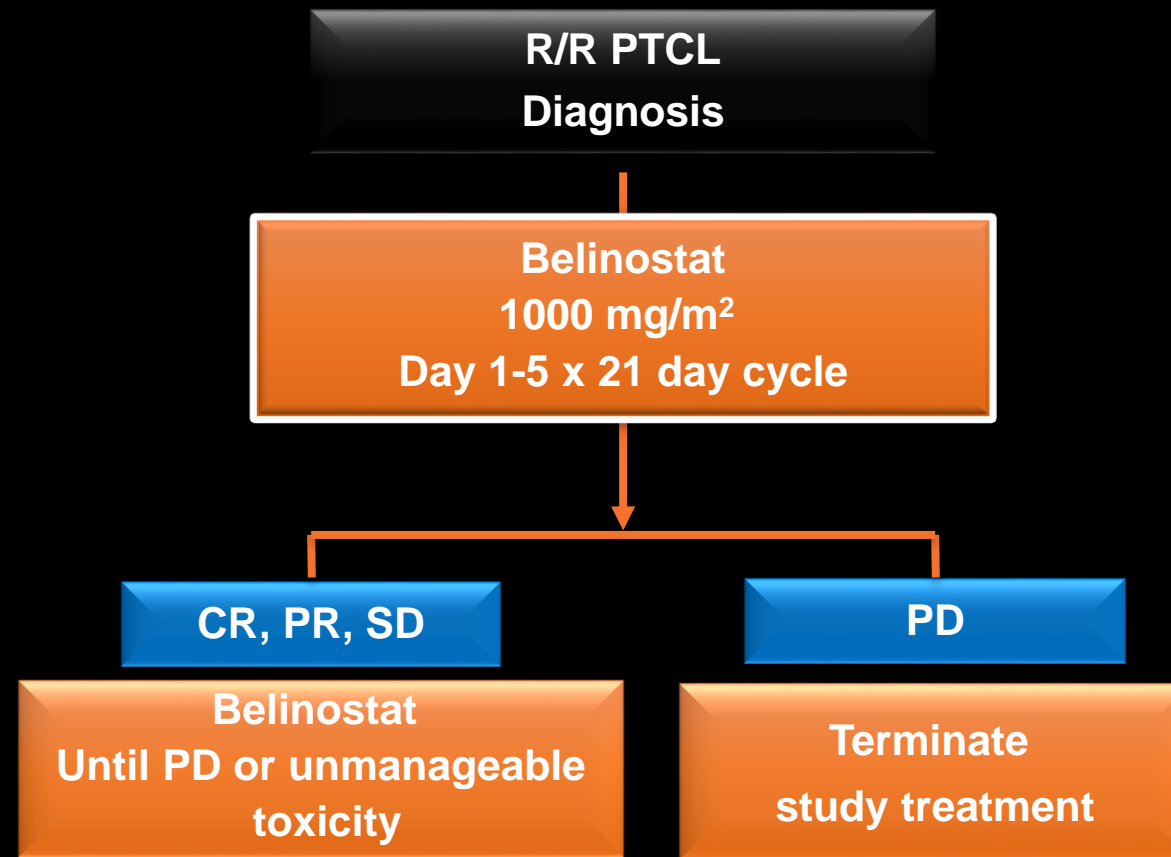 R/R PTCL
Diagnosis
Belinostat
1000 mg/m²
Day 1-5 x 21 day cycle
CR, PR, SD
PD
Belinostat
Until PD or unmanageable
toxicity
Terminate
study treatment